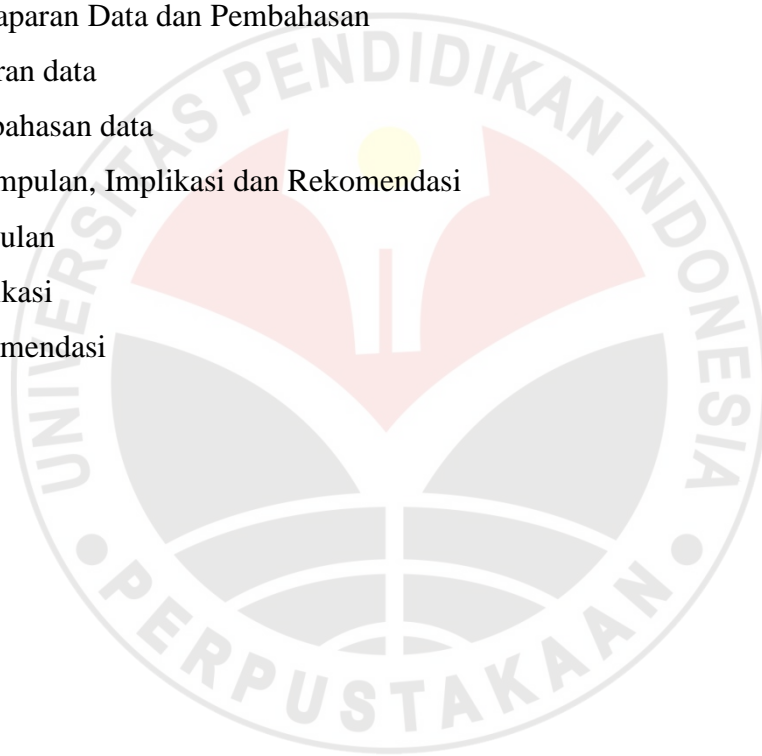 aparan Data dan Pembahasan
ran data
bahasan data
mpulan, Implikasi dan Rekomendasi
ulan
kasi
mendasi
UNIVERSITAS PENDIDIKAN INDONESIA
PERPUSTAKAAN